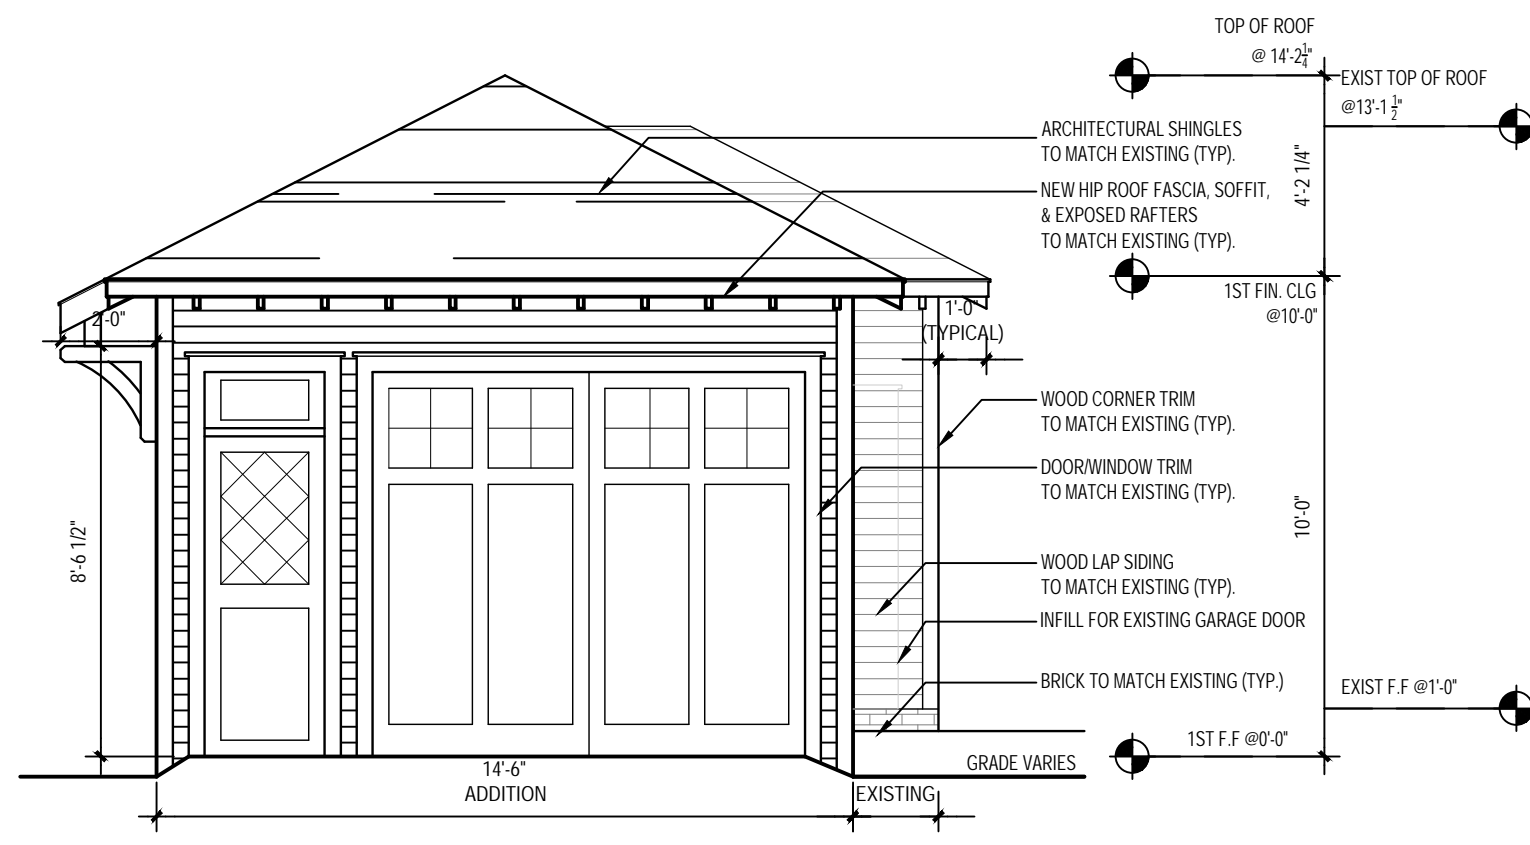 TOP OF ROOF
@ 14'-2 1/4"
EXIST TOP OF ROOF
@13'-1 1/2"
ARCHITECTURAL SHINGLES
TO MATCH EXISTING (TYP).
4'-2 1/4"
NEW HIP ROOF FASCIA, SOFFIT,
& EXPOSED RAFTERS
TO MATCH EXISTING (TYP).
1ST FIN. CLG
@10'-0"
2'-0"
1'-0"
(TYPICAL)
WOOD CORNER TRIM
TO MATCH EXISTING (TYP).
DOOR/WINDOW TRIM
TO MATCH EXISTING (TYP).
10'-0"
8'-6 1/2"
WOOD LAP SIDING
TO MATCH EXISTING (TYP).
INFILL FOR EXISTING GARAGE DOOR
BRICK TO MATCH EXISTING (TYP.)
EXIST F.F @1'-0"
1ST F.F @0'-0"
GRADE VARIES
14'-6"
ADDITION
EXISTING